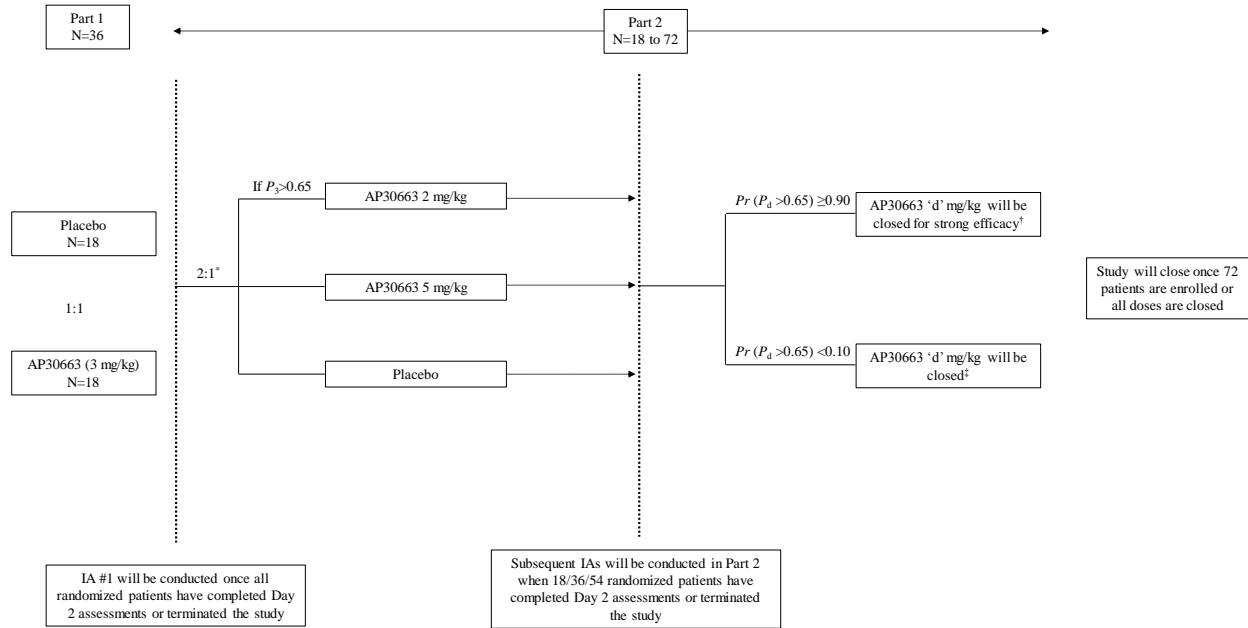 Part 1
N=36
Part 2
N=18 to 72
Placebo
N=18
1:1
AP30663 (3 mg/kg)
N=18
2:1*
If P₃>0.65
AP30663 2 mg/kg
AP30663 5 mg/kg
Placebo
Pr (Pd >0.65) ≥0.90
AP30663 ‘d’ mg/kg will be
closed for strong efficacy†
Pr (Pd >0.65) <0.10
AP30663 ‘d’ mg/kg will be
closed‡
Study will close once 72
patients are enrolled or
all doses are closed
IA #1 will be conducted once all
randomized patients have completed Day
2 assessments or terminated the study
Subsequent IAs will be conducted in Part 2
when 18/36/54 randomized patients have
completed Day 2 assessments or terminated
the study